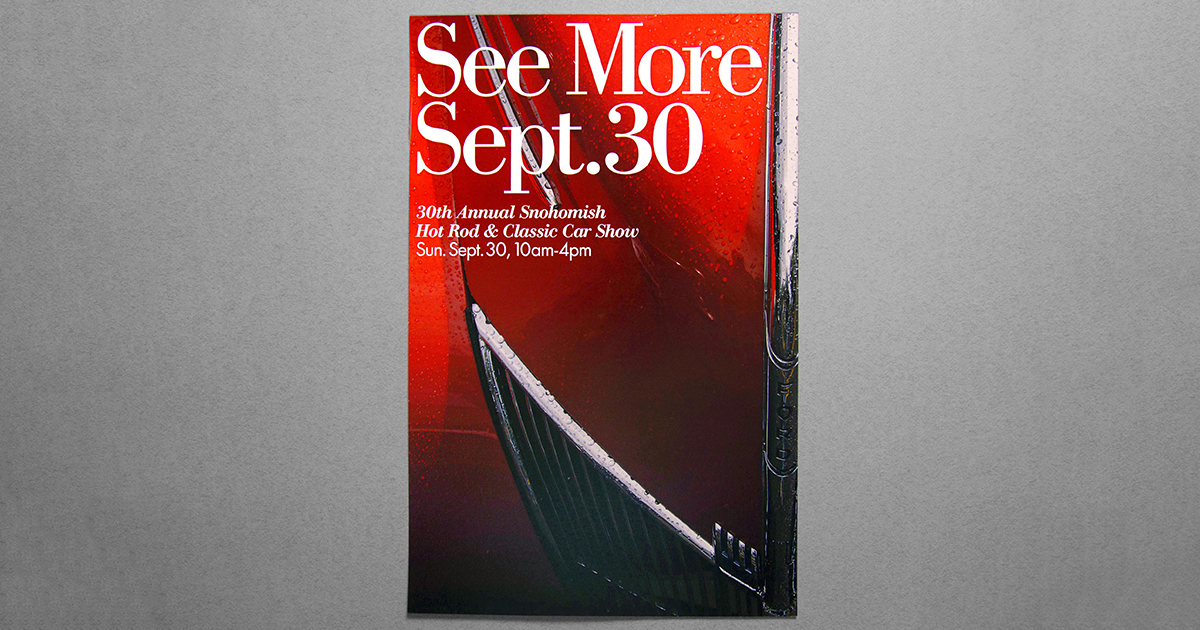 See More
Sept.30
30th Annual Snohomish
Hot Rod & Classic Car Show
Sun. Sept. 30, 10am-4pm